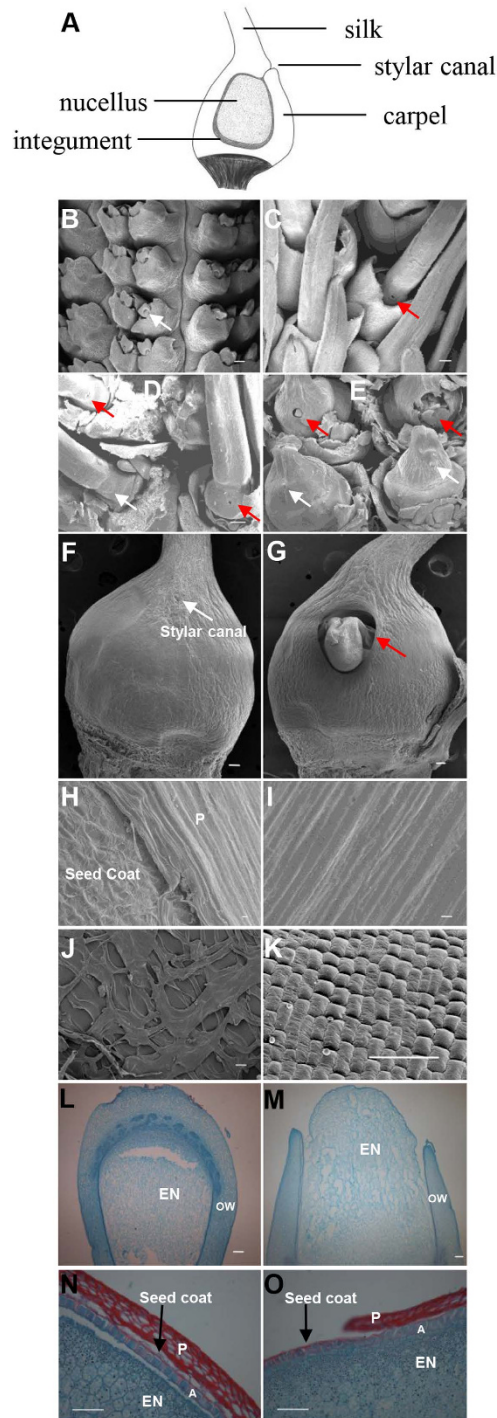 A
silk
stylar canal
nucellus
carpel
integument
B
C
D
E
F
Stylar canal
G
H
P
Seed Coat
I
J
K
L
EN
OW
M
EN
OW
N
Seed coat
P
A
EN
O
Seed coat
P
A
EN